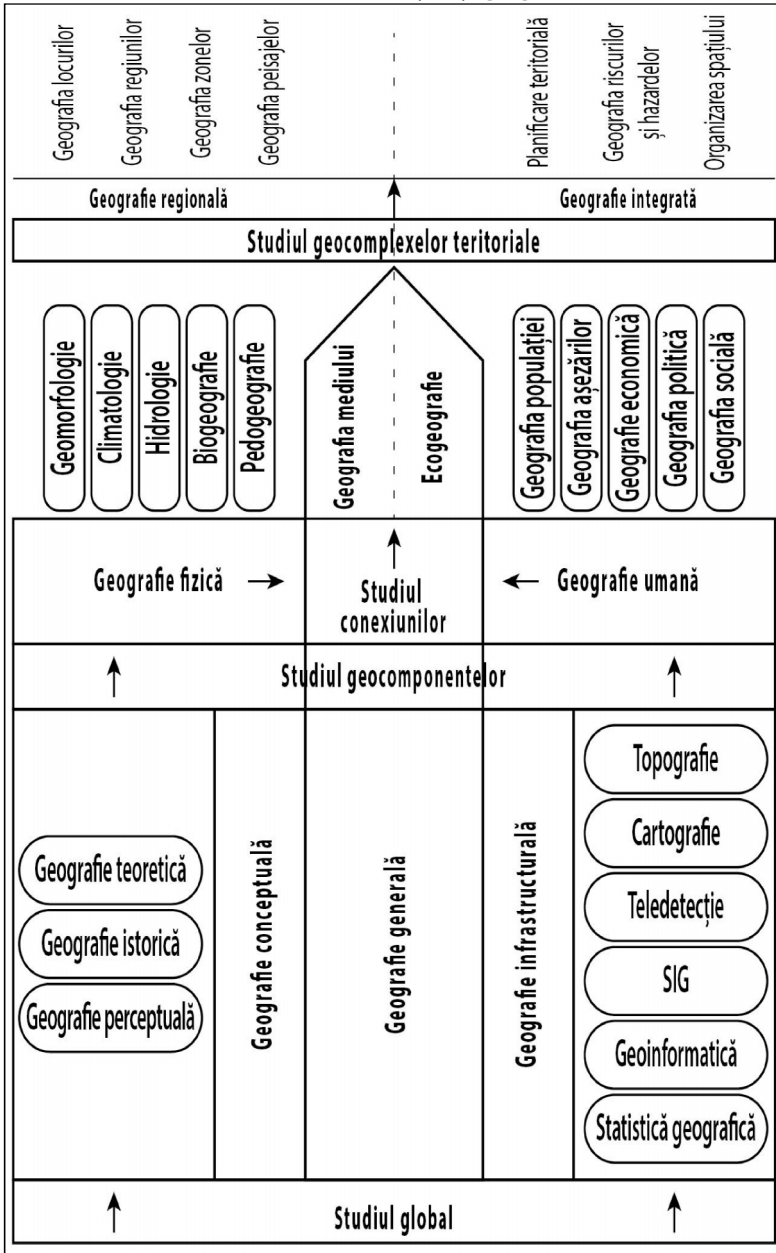 Geografia locurilor
Geografia regiunilor
Geografia zonelor
Geografia peisajelor
Planificare teritorială
Geografia riscurilor
și hazardelor
Organizarea spațiului
Geografie regională
Geografie integrată
Studiul geocomplexelor teritoriale
Geomorfologie
Climatologie
Hidrologie
Biogeografie
Pedogeografie
Geografia mediului
Ecogeografie
Geografia populației
Geografia așezărilor
Geografie economică
Geografia politică
Geografia socială
Geografie fizică
Studiul
conexiunilor
Geografie umană
Studiul geocomponentelor
Geografie teoretică
Geografie istorică
Geografie perceptuală
Geografie conceptuală
Geografie generală
Geografie infrastructurală
Topografie
Cartografie
Teledetecție
SIG
Geoinformatică
Statistică geografică
Studiul global